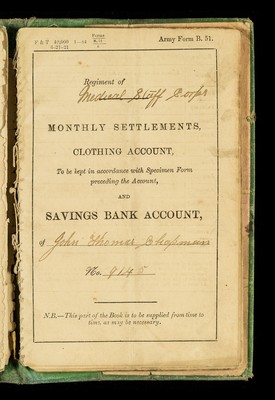 Army Form B. 51.
Regiment of
Medical Staff Corps
MONTHLY SETTLEMENTS,
CLOTHING ACCOUNT,
To be kept in accordance with Specimen Form
preceding the Account,
AND
SAVINGS BANK ACCOUNT,
of John Thomas Chapman
No. 9145
N.B.—This part of the Book is to be supplied from time to
time, as may be necessary.